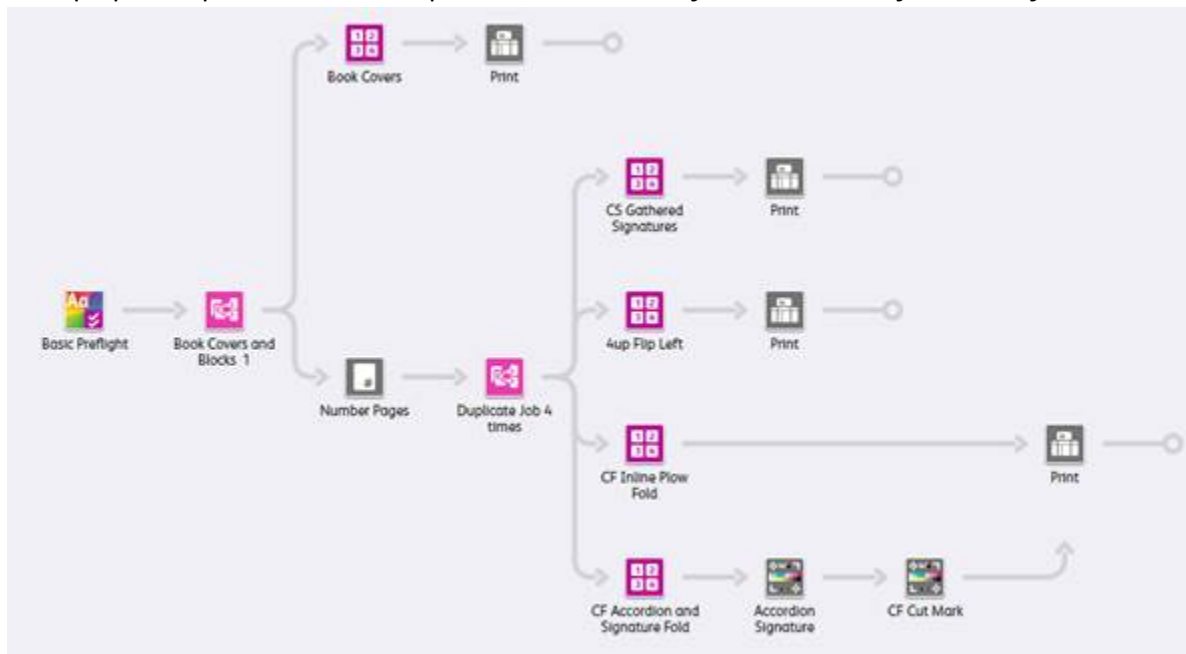 Book Covers
Print
CS Gathered
Signatures
Print
Basic Preflight
Book Covers and
Blocks 1
4up Flip Left
Print
Number Pages
Duplicate Job 4
times
CF Inline Plow
Fold
Print
CF Accordion and
Signature Fold
Accordion
Signature
CF Cut Mark